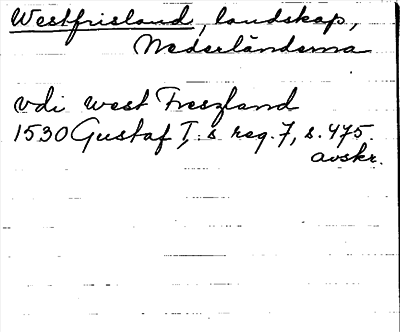 Westfrisland, landskap,
Nederländerna
vdi west Freszland
1530 Gustaf I:s reg. 7, s. 475.
avskr.